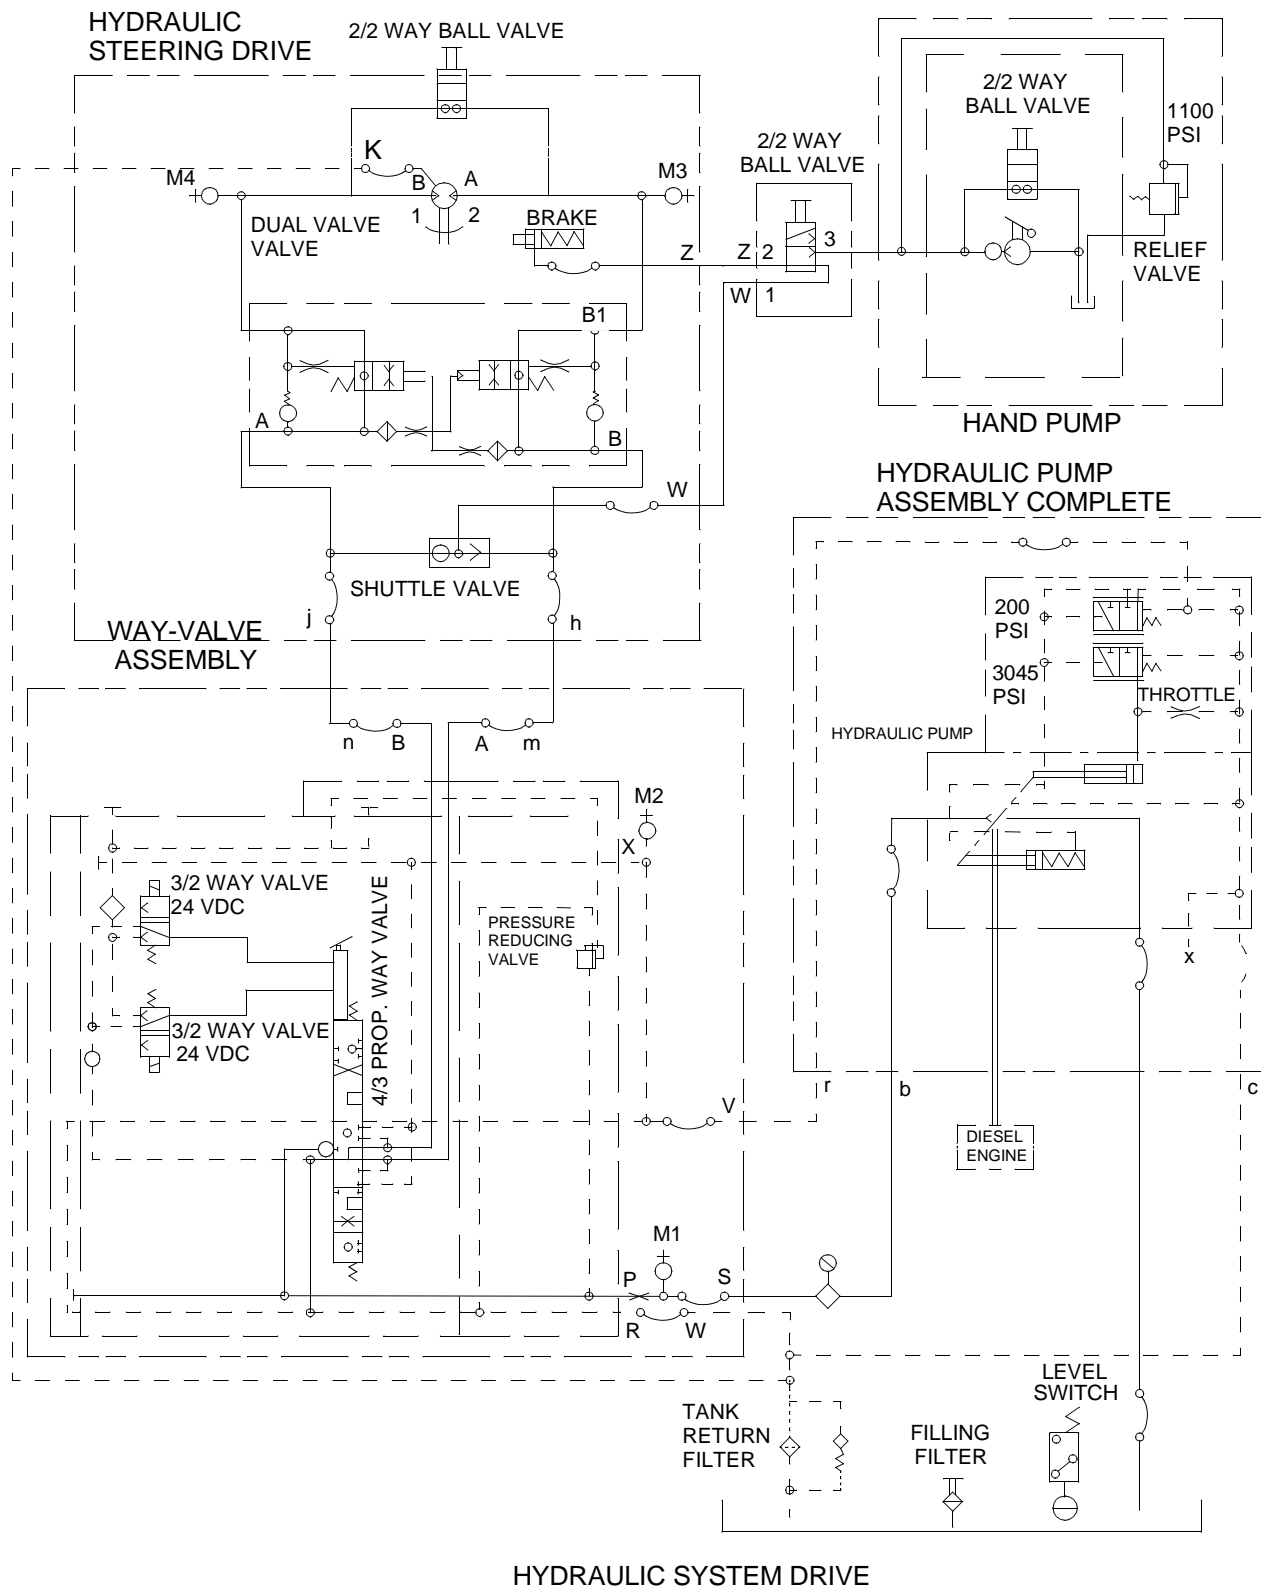 HYDRAULIC
STEERING DRIVE
2/2 WAY BALL VALVE
2/2 WAY
BALL VALVE
1100
PSI
2/2 WAY
BALL VALVE
K
M4
B
A
M3
1
2
DUAL VALVE
VALVE
BRAKE
Z
Z
2
3
W
1
RELIEF
VALVE
B1
A
B
HAND PUMP
HYDRAULIC PUMP
ASSEMBLY COMPLETE
W
SHUTTLE VALVE
j
h
WAY-VALVE
ASSEMBLY
200
PSI
3045
PSI
THROTTLE
HYDRAULIC PUMP
n
B
A
m
M2
X
3/2 WAY VALVE
24 VDC
4/3 PROP. WAY VALVE
PRESSURE
REDUCING
VALVE
x
3/2 WAY VALVE
24 VDC
r
b
c
V
DIESEL
ENGINE
M1
P
S
R
W
LEVEL
SWITCH
TANK
RETURN
FILTER
FILLING
FILTER
HYDRAULIC SYSTEM DRIVE